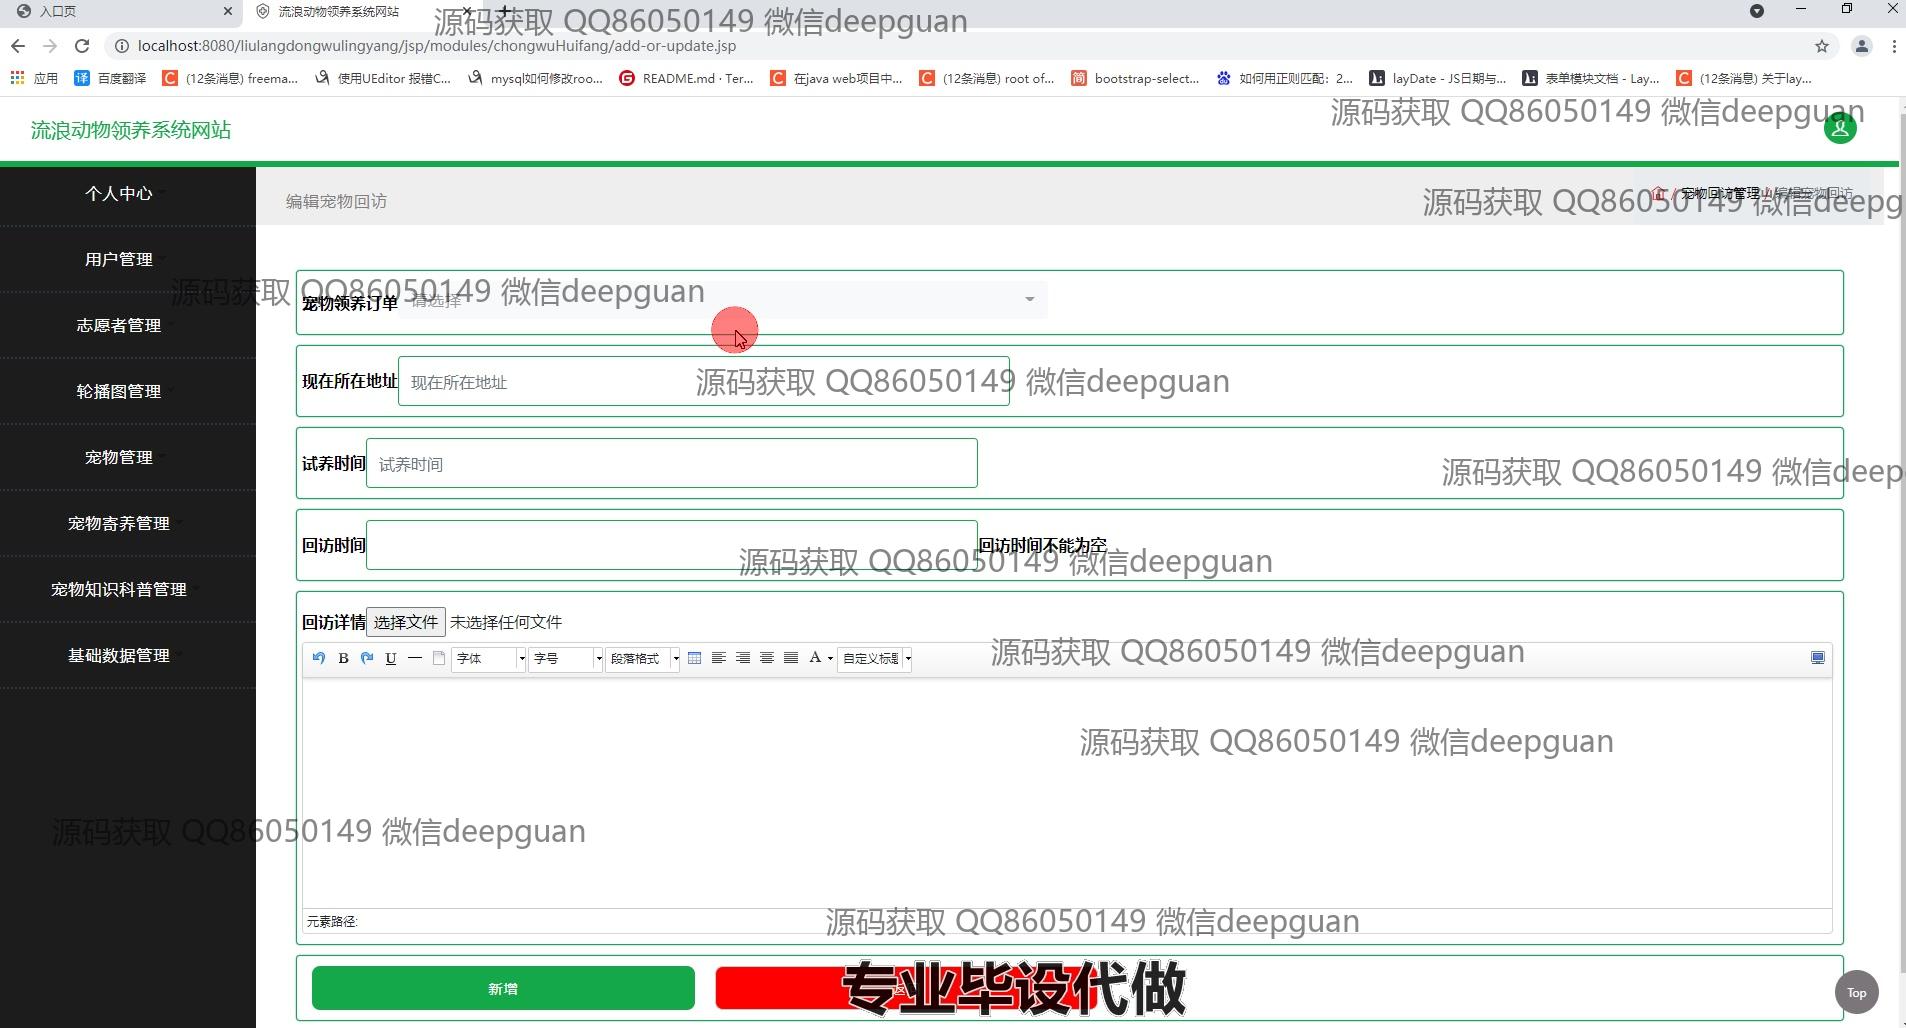 入口页
流浪动物领养系统网站
源码获取 QQ86050149 微信deepguan
localhost:8080/liulangdongwulingyang/jsp/modules/chongwuHuifang/add-or-update.jsp
应用
百度翻译
(12条消息) freema...
使用UEditor 报错C...
mysql如何修改roo...
README.md · Ter...
在java web项目中...
(12条消息) root of...
bootstrap-select...
如何用正则匹配：2...
layDate - JS日期与...
表单模块文档 - Lay...
(12条消息) 关于lay...
源码获取 QQ86050149 微信deepguan
流浪动物领养系统网站
个人中心
编辑宠物回访
宠物回访管理 / 编辑宠物回访
源码获取 QQ86050149 微信deepg
用户管理
源码获取 QQ86050149 微信deepguan
宠物领养订单
请选择
志愿者管理
现在所在地址
现在所在地址
源码获取 QQ86050149 微信deepguan
轮播图管理
宠物管理
试养时间
试养时间
源码获取 QQ86050149 微信deep
宠物寄养管理
回访时间
回访时间不能为空
源码获取 QQ86050149 微信deepguan
宠物知识科普管理
回访详情
选择文件
未选择任何文件
基础数据管理
源码获取 QQ86050149 微信deepguan
B
U
字体
字号
段落格式
A
自定义标题
源码获取 QQ86050149 微信deepguan
源码获取 QQ86050149 微信deepguan
元素路径:
源码获取 QQ86050149 微信deepguan
新增
专业毕设代做
Top